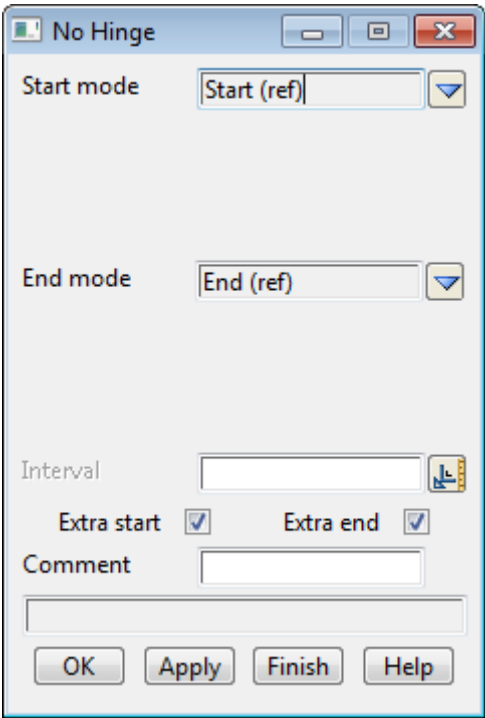 No Hinge
Start mode Start (ref)
End mode End (ref)
Interval
Extra start Extra end
Comment
OK Apply Finish Help